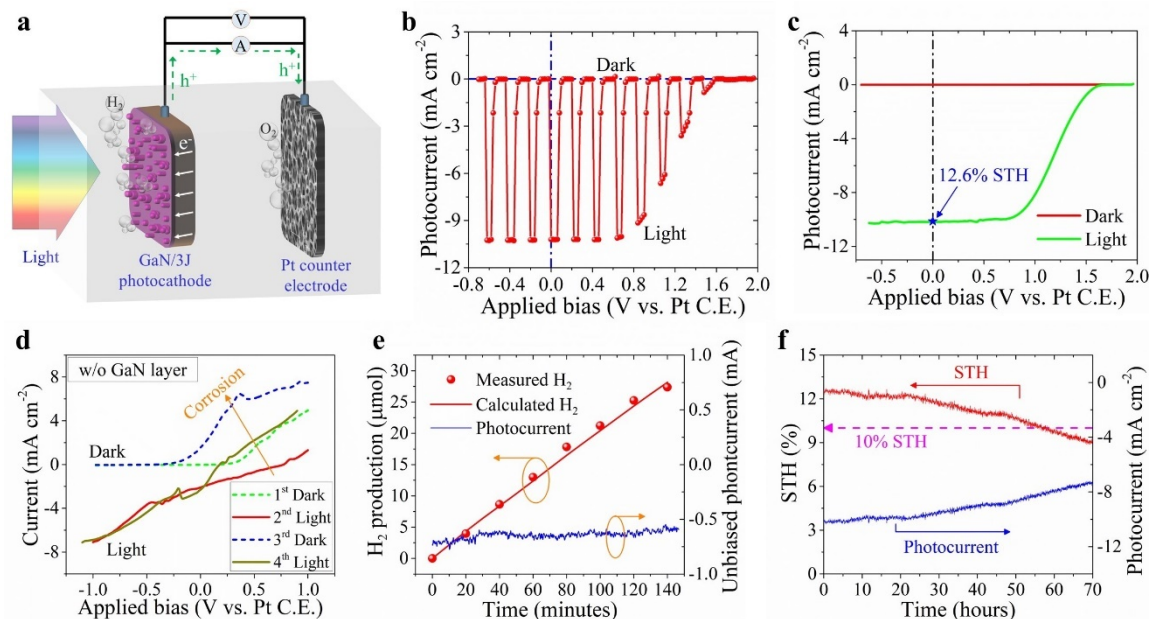 a
V
A
h⁺
h⁺
H₂
O₂
e⁻
Light
GaN/3J
photocathode
Pt counter
electrode
b
Photocurrent (mA cm⁻²)
3
0
-3
-6
-9
-12
Dark
Light
-0.8 -0.4 0.0 0.4 0.8 1.2 1.6 2.0
Applied bias (V vs. Pt C.E.)
c
Photocurrent (mA cm⁻²)
4
0
-4
-8
-12
12.6% STH
Dark
Light
0.0 0.5 1.0 1.5 2.0
Applied bias (V vs. Pt C.E.)
d
w/o GaN layer
Current (mA cm⁻²)
8
4
0
-4
-8
Corrosion
Dark
Light
1ˢᵗ Dark
2ⁿᵈ Light
3ʳᵈ Dark
4ᵗʰ Light
-1.0 -0.5 0.0 0.5 1.0
Applied bias (V vs. Pt C.E.)
e
H₂ production (μmol)
30
25
20
15
10
5
0
Measured H₂
Calculated H₂
Photocurrent
1.0
0.5
0.0
-0.5
-1.0
Unbiased phontcurrent (mA)
0 20 40 60 80 100 120 140
Time (minutes)
f
STH (%)
15
12
9
6
3
0
STH
10% STH
Photocurrent
0
-2
-4
-6
-8
-10
Photocurrent (mA cm⁻²)
0 10 20 30 40 50 60 70
Time (hours)